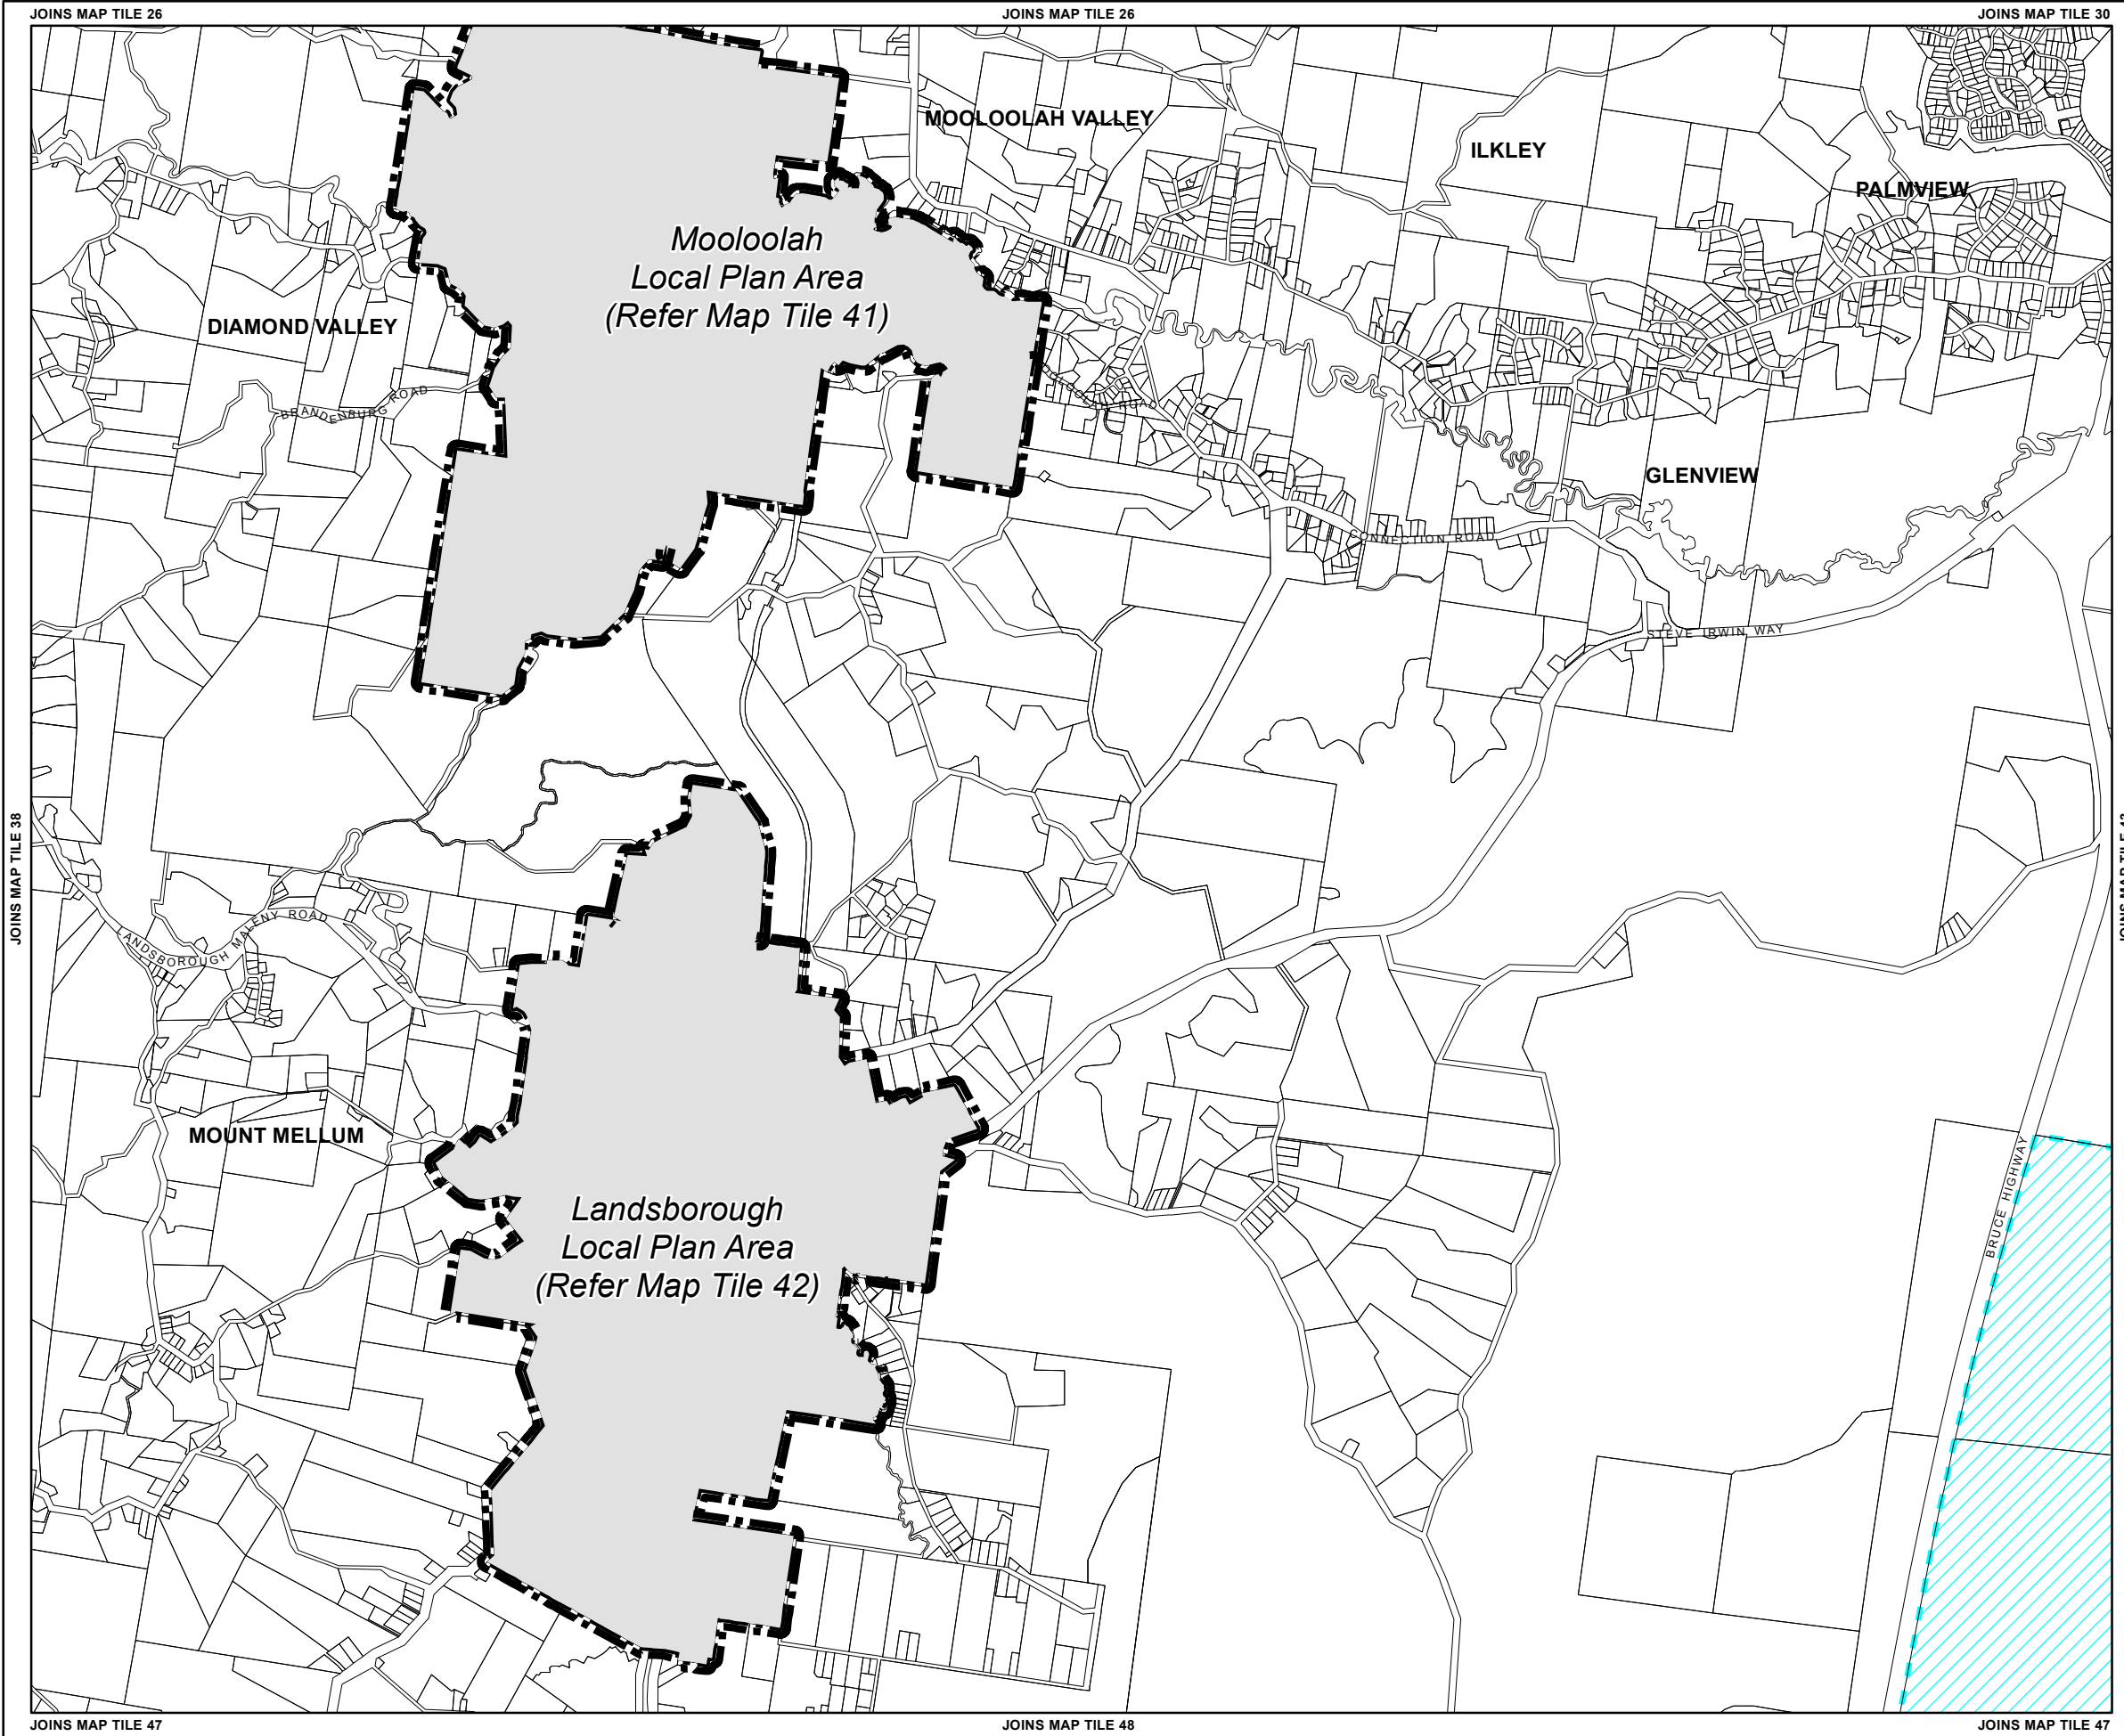 JOINS MAP TILE 26
JOINS MAP TILE 26
JOINS MAP TILE 30
MOOLOOLAH VALLEY
ILKLEY
PALMVIEW
Mooloolah
Local Plan Area
(Refer Map Tile 41)
DIAMOND VALLEY
BRANDENBURG ROAD
ROAD
GLENVIEW
CONNECTION ROAD
STEVE IRWIN WAY
JOINS MAP TILE 38
LANDSBOROUGH MALENY ROAD
MOUNT MELLUM
BRUCE HIGHWAY
Landsborough
Local Plan Area
(Refer Map Tile 42)
JOINS MAP TILE 47
JOINS MAP TILE 48
JOINS MAP TILE 47